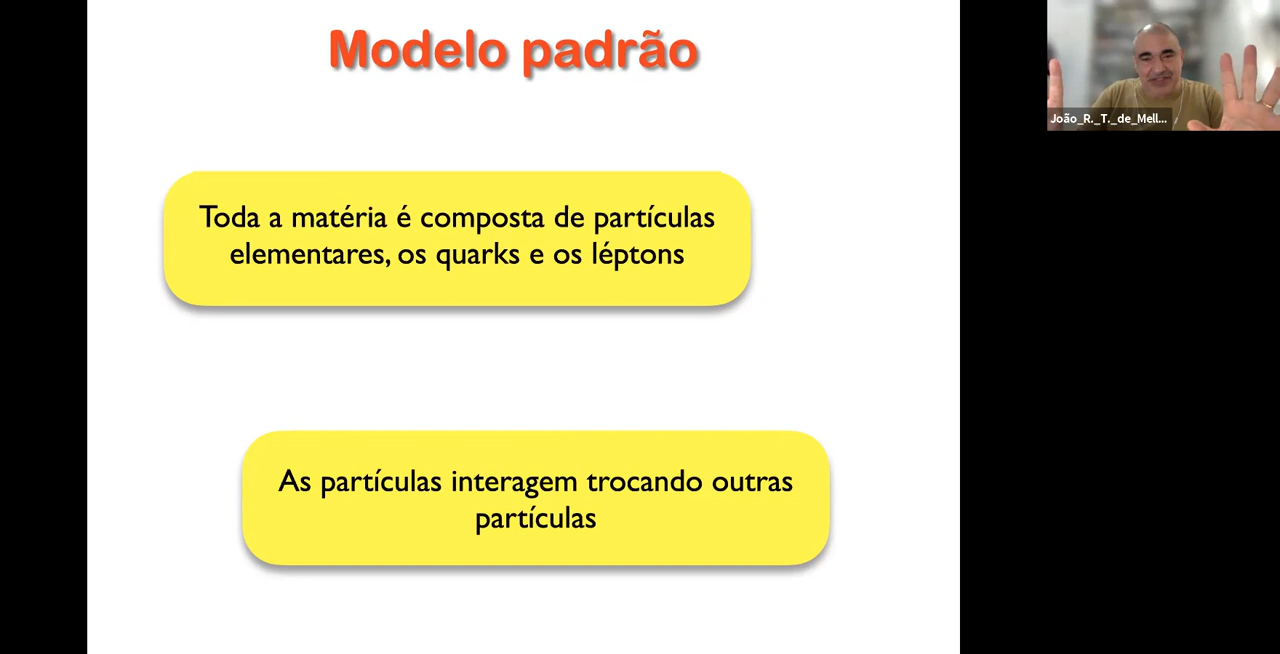 Modelo padrão
João_R._T._de_Mell...
Toda a matéria é composta de partículas
elementares, os quarks e os léptons
As partículas interagem trocando outras
partículas